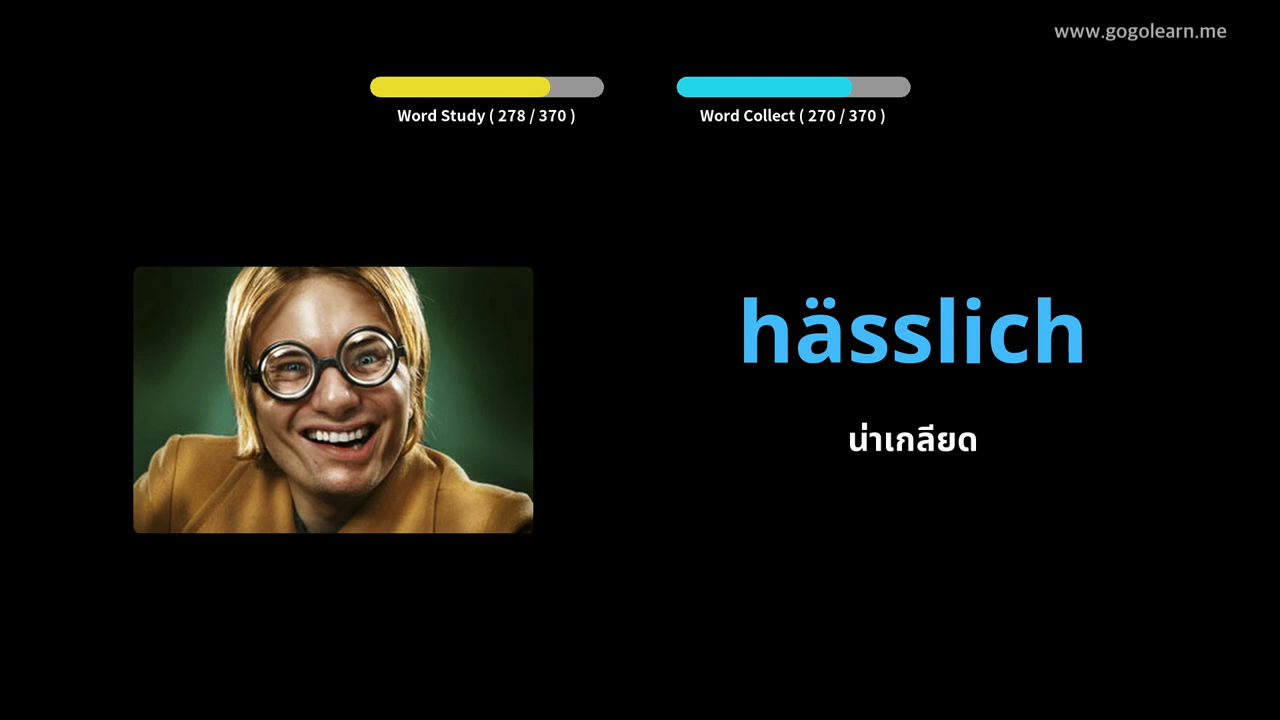 www.gogolearn.me
Word Study ( 278 / 370 )
Word Collect ( 270 / 370 )
hässlich
น่าเกลียด